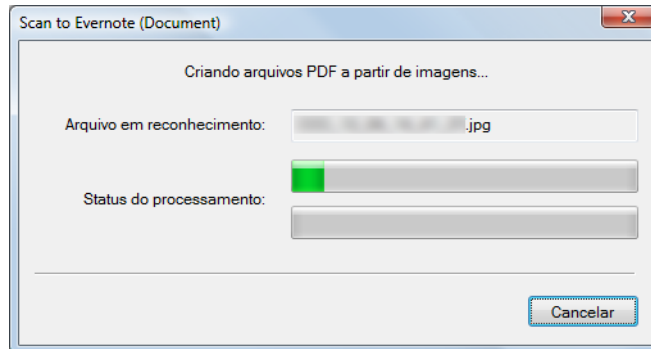 Scan to Evernote (Document)
Criando arquivos PDF a partir de imagens...
Arquivo em reconhecimento:
.jpg
Status do processamento:
Cancelar